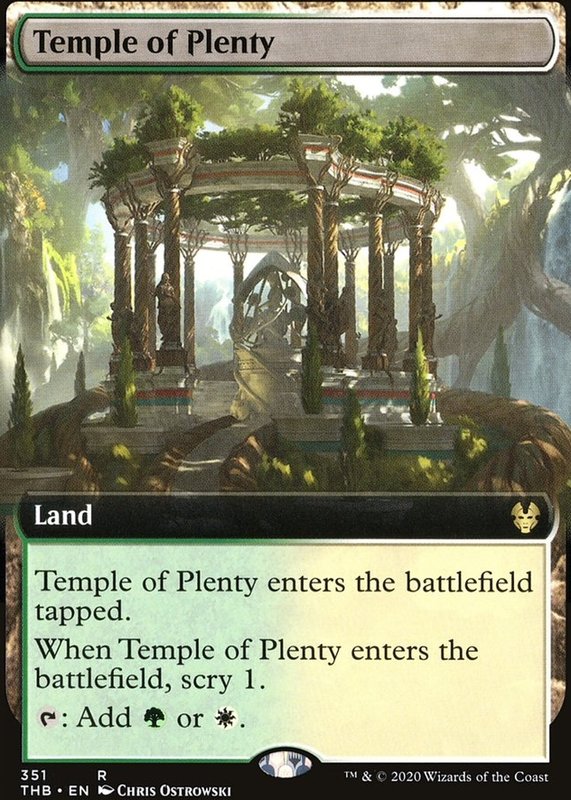 Temple of Plenty
Land
Temple of Plenty enters the battlefield
tapped.
When Temple of Plenty enters the
battlefield, scry 1.
: Add or .
351 R
THB • EN Chris Ostrowski
™ & © 2020 Wizards of the Coast